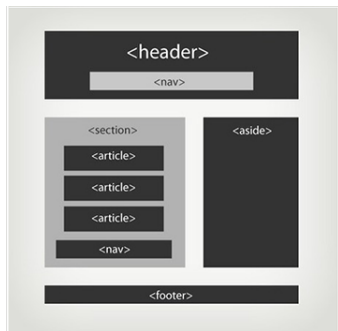 <header>
<nav>
<section>
<article>
<article>
<article>
<nav>
<aside>
<footer>